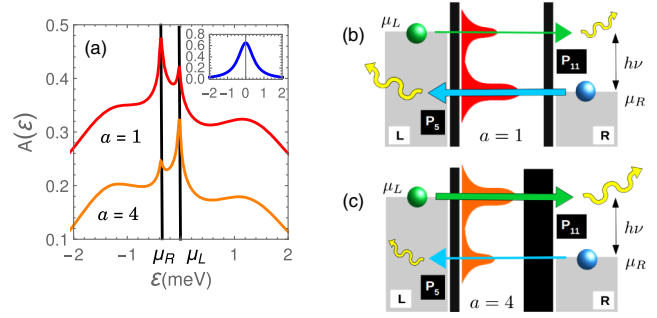 (a)
0.5
0.4
0.3
0.2
0.1
A(ε)
a = 1
a = 4
0.8
0.6
0.4
0.2
0.0
−2 −1 0 1 2
−2 −1 0 1 2
μR μL
ε(meV)
(b)
μL
P11
hν
μR
P5
L
a = 1
R
(c)
μL
P11
hν
μR
P5
L
a = 4
R